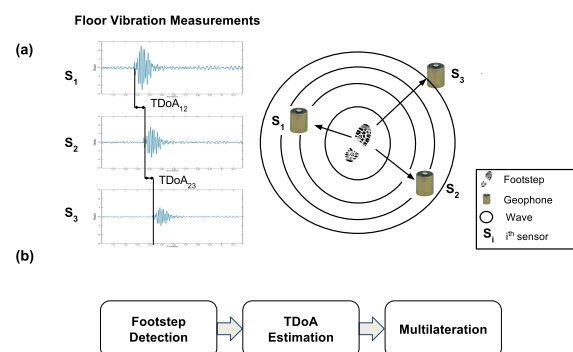 Floor Vibration Measurements
(a)
S1
TDoA12
S2
TDoA23
S3
(b)
S1
S2
S3
Footstep
Geophone
Wave
Si ith sensor
Footstep Detection
TDoA Estimation
Multilateration